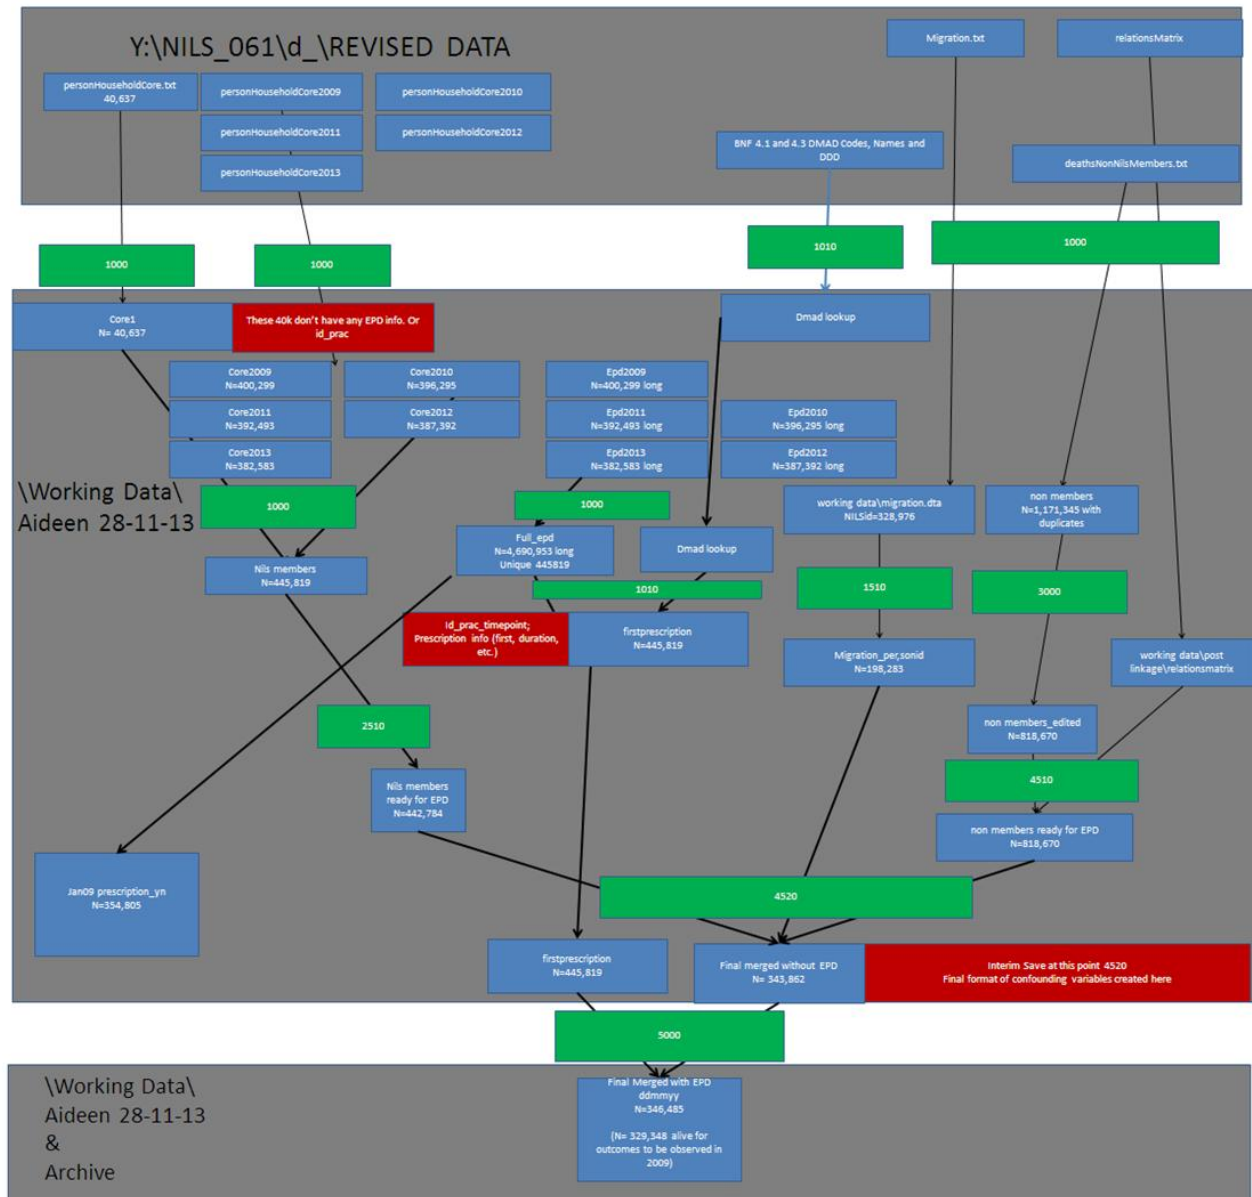 Y:\NILS_061\d_\REVISED DATA
Migration.txt
relationsMatrix
personHouseholdCore.txt
40,637
personHouseholdCore2009
personHouseholdCore2010
personHouseholdCore2011
personHouseholdCore2012
personHouseholdCore2013
BNF 4.1 and 4.3 DMAD Codes, Names and
DDD
deathsNonNilsMembers.txt
1000
1000
1010
1000
Core1
N= 40,637
These 40k don't have any EPD info. Or
id_prac
Dmad lookup
Core2009
N=400,299
Core2010
N=396,295
Core2011
N=392,493
Core2012
N=387,392
Core2013
N=382,583
Epd2009
N=400,299 long
Epd2011
N=392,493 long
Epd2010
N=396,295 long
Epd2013
N=382,583 long
Epd2012
N=387,392 long
\Working Data\
Aideen 28-11-13
1000
1000
working data\migration.dta
NILSid=328,976
non members
N=1,171,345 with
duplicates
Nils members
N=445,819
Full_epd
N=4,690,953 long
Unique 445819
Dmad lookup
1010
1510
3000
Id_prac_timepoint;
Prescription info (first, duration,
etc.)
firstprescription
N=445,819
Migration_per,sonid
N=198,283
working data\post
linkage\relationsmatrix
2510
non members_edited
N=818,670
4510
Nils members
ready for EPD
N=442,784
non members ready for EPD
N=818,670
Jan09 prescription_yn
N=354,805
4520
firstprescription
N=445,819
Final merged without EPD
N= 343,862
Interim Save at this point 4520
Final format of confounding variables created here
5000
\Working Data\
Aideen 28-11-13
&
Archive
Final Merged with EPD
ddmmyy
N=346,485
(N= 329,348 alive for
outcomes to be observed in
2009)